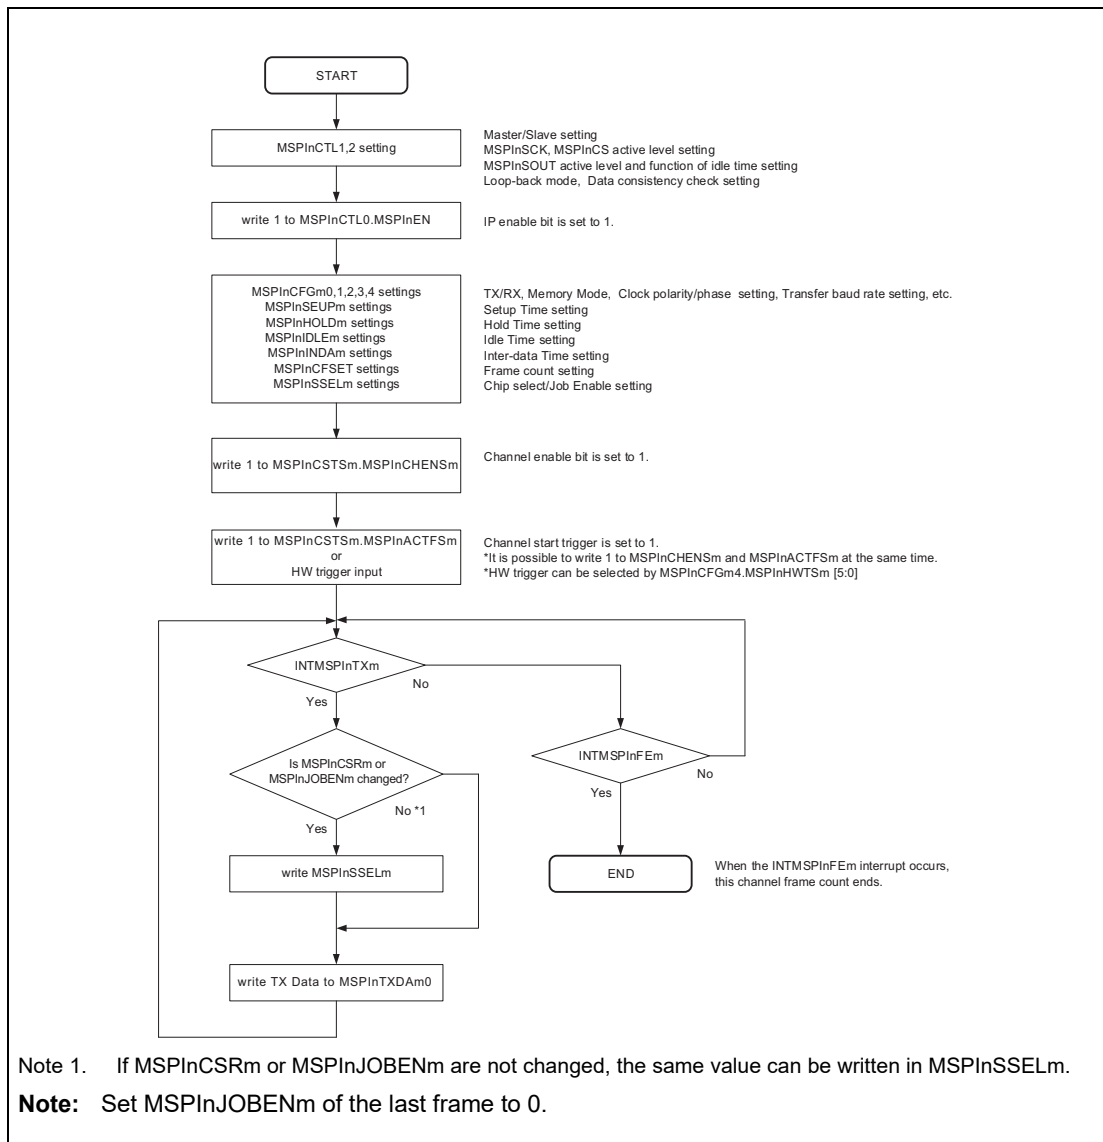 START
MSPInCTL1,2 setting
Master/Slave setting
MSPInSCK, MSPInCS active level setting
MSPInSOUT active level and function of idle time setting
Loop-back mode, Data consistency check setting
write 1 to MSPInCTL0.MSPInEN
IP enable bit is set to 1.
MSPInCFGm0,1,2,3,4 settings
MSPInSEUPm settings
MSPInHOLDm settings
MSPInIDLEm settings
MSPInINDAm settings
MSPInCFSET settings
MSPInSSELm settings
TX/RX, Memory Mode, Clock polarity/phase setting, Transfer baud rate setting, etc.
Setup Time setting
Hold Time setting
Idle Time setting
Inter-data Time setting
Frame count setting
Chip select/Job Enable setting
write 1 to MSPInCSTSm.MSPInCHENSm
Channel enable bit is set to 1.
write 1 to MSPInCSTSm.MSPInACTFSm
or
HW trigger input
Channel start trigger is set to 1.
*It is possible to write 1 to MSPInCHENSm and MSPInACTFSm at the same time.
*HW trigger can be selected by MSPInCFGm4.MSPInHWTSm [5:0]
INTMSPInTXm
No
Yes
Is MSPInCSRm or
MSPInJOBENm changed?
No *1
Yes
INTMSPInFEm
No
Yes
write MSPInSSELm
END
When the INTMSPInFEm interrupt occurs,
this channel frame count ends.
write TX Data to MSPInTXDAm0
Note 1. If MSPInCSRm or MSPInJOBENm are not changed, the same value can be written in MSPInSSELm.
Note: Set MSPInJOBENm of the last frame to 0.